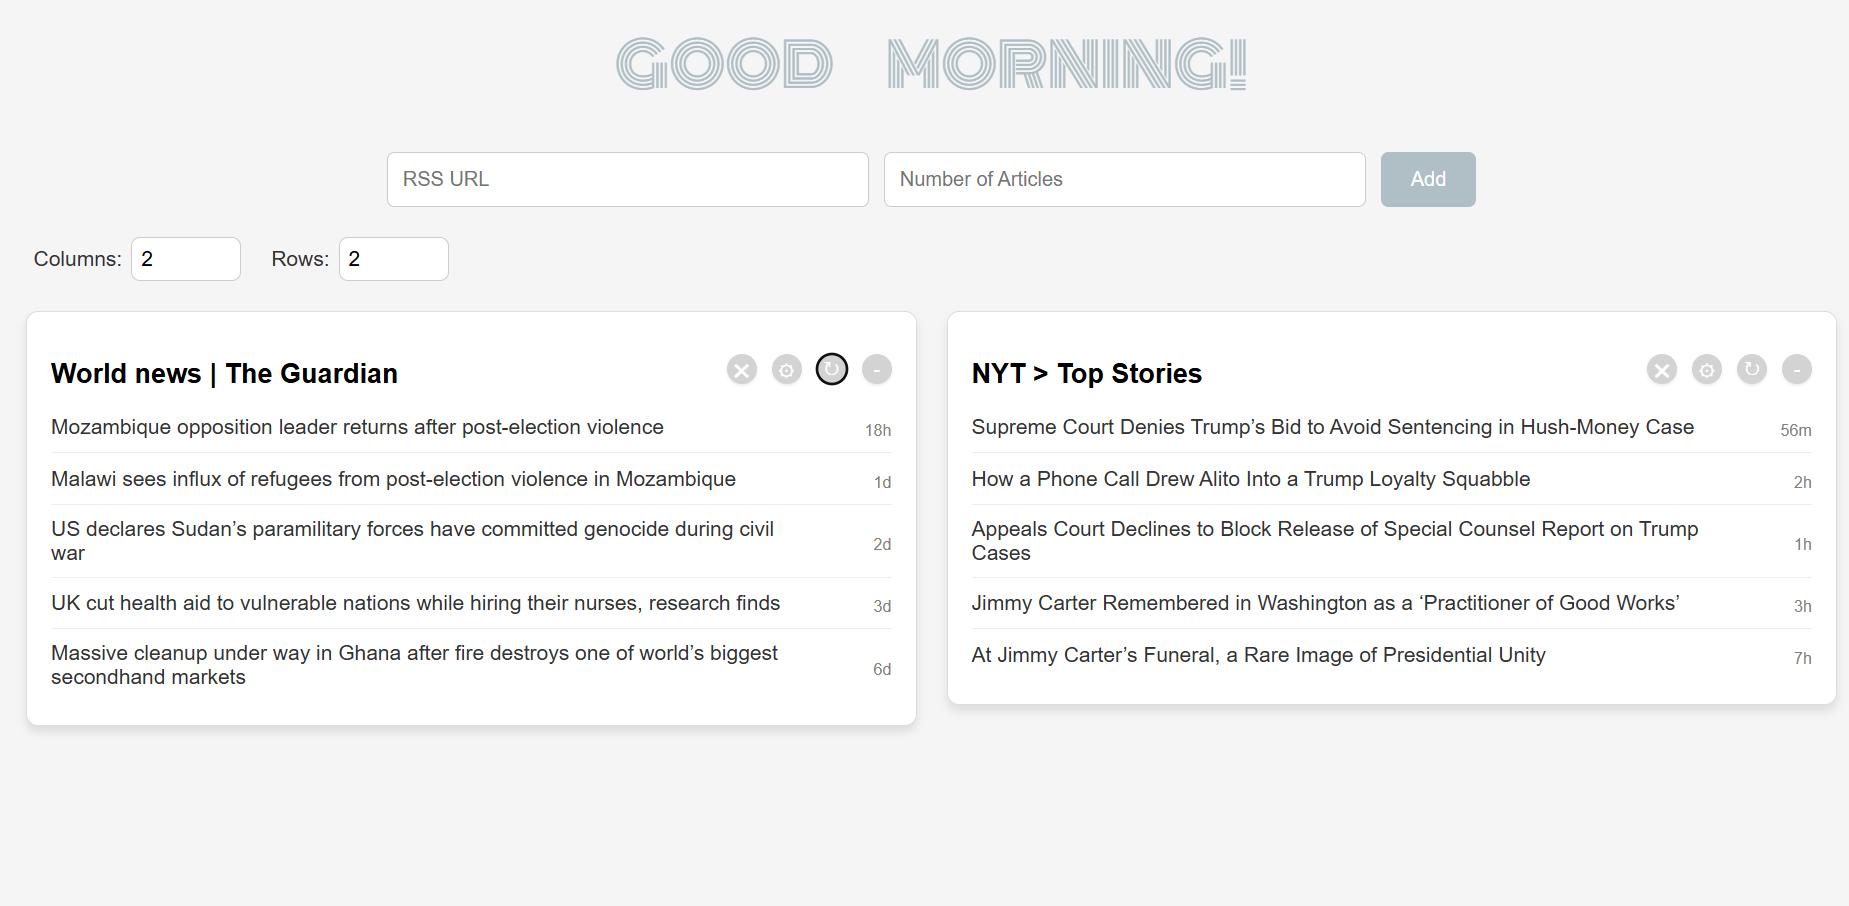 GOOD MORNING!
RSS URL
Number of Articles
Add
Columns: 2
Rows: 2
World news | The Guardian
Mozambique opposition leader returns after post-election violence 18h
Malawi sees influx of refugees from post-election violence in Mozambique 1d
US declares Sudan’s paramilitary forces have committed genocide during civil
war
2d
UK cut health aid to vulnerable nations while hiring their nurses, research finds 3d
Massive cleanup under way in Ghana after fire destroys one of world’s biggest
secondhand markets
6d
NYT > Top Stories
Supreme Court Denies Trump’s Bid to Avoid Sentencing in Hush-Money Case 56m
How a Phone Call Drew Alito Into a Trump Loyalty Squabble 2h
Appeals Court Declines to Block Release of Special Counsel Report on Trump
Cases
1h
Jimmy Carter Remembered in Washington as a ‘Practitioner of Good Works’ 3h
At Jimmy Carter’s Funeral, a Rare Image of Presidential Unity 7h